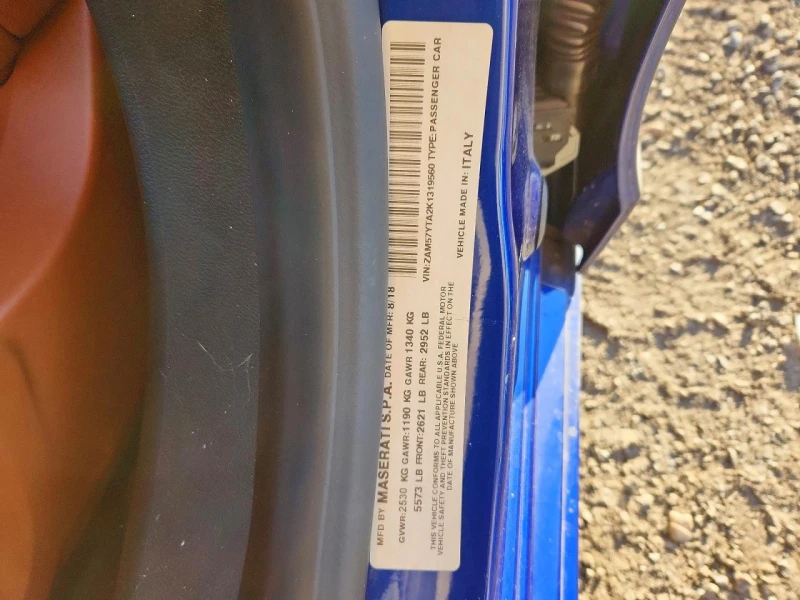 MFD BY MASERATI S.P.A. DATE OF MFR: 8/18
GVWR:2530 KG GAWR:1190 KG GAWR 1340 KG
5573 LB FRONT:2621 LB REAR: 2952 LB
THIS VEHICLE CONFORMS TO ALL APPLICABLE U.S.A. FEDERAL MOTOR
VEHICLE SAFETY AND THEFT PREVENTION STANDARDS IN EFFECT ON THE
DATE OF MANUFACTURE SHOWN ABOVE
VIN:ZAM57YTA2K1319560 TYPE:PASSENGER CAR
VEHICLE MADE IN: ITALY